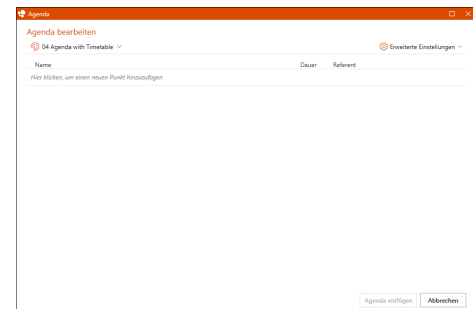 Agenda
Agenda bearbeiten
04 Agenda with Timetable
Erweiterte Einstellungen
Name Dauer Referent
Hier klicken, um einen neuen Punkt hinzuzufügen
Agenda einfügen Abbrechen